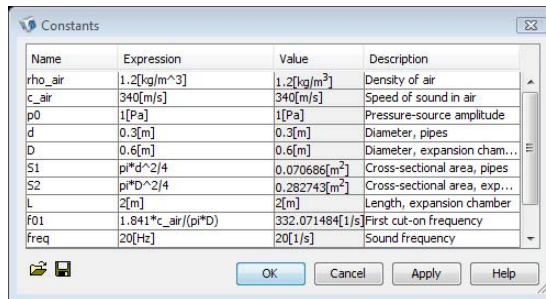 Constants
Name Expression Value Description
rho_air 1.2[kg/m^3] 1.2[kg/m³] Density of air
c_air 340[m/s] 340[m/s] Speed of sound in air
p0 1[Pa] 1[Pa] Pressure-source amplitude
d 0.3[m] 0.3[m] Diameter, pipes
D 0.6[m] 0.6[m] Diameter, expansion cham...
S1 pi*d^2/4 0.070686[m²] Cross-sectional area, pipes
S2 pi*D^2/4 0.282743[m²] Cross-sectional area, exp...
L 2[m] 2[m] Length, expansion chamber
f01 1.841*c_air/(pi*D) 332.071484[1/s] First cut-on frequency
freq 20[Hz] 20[1/s] Sound frequency
OK Cancel Apply Help